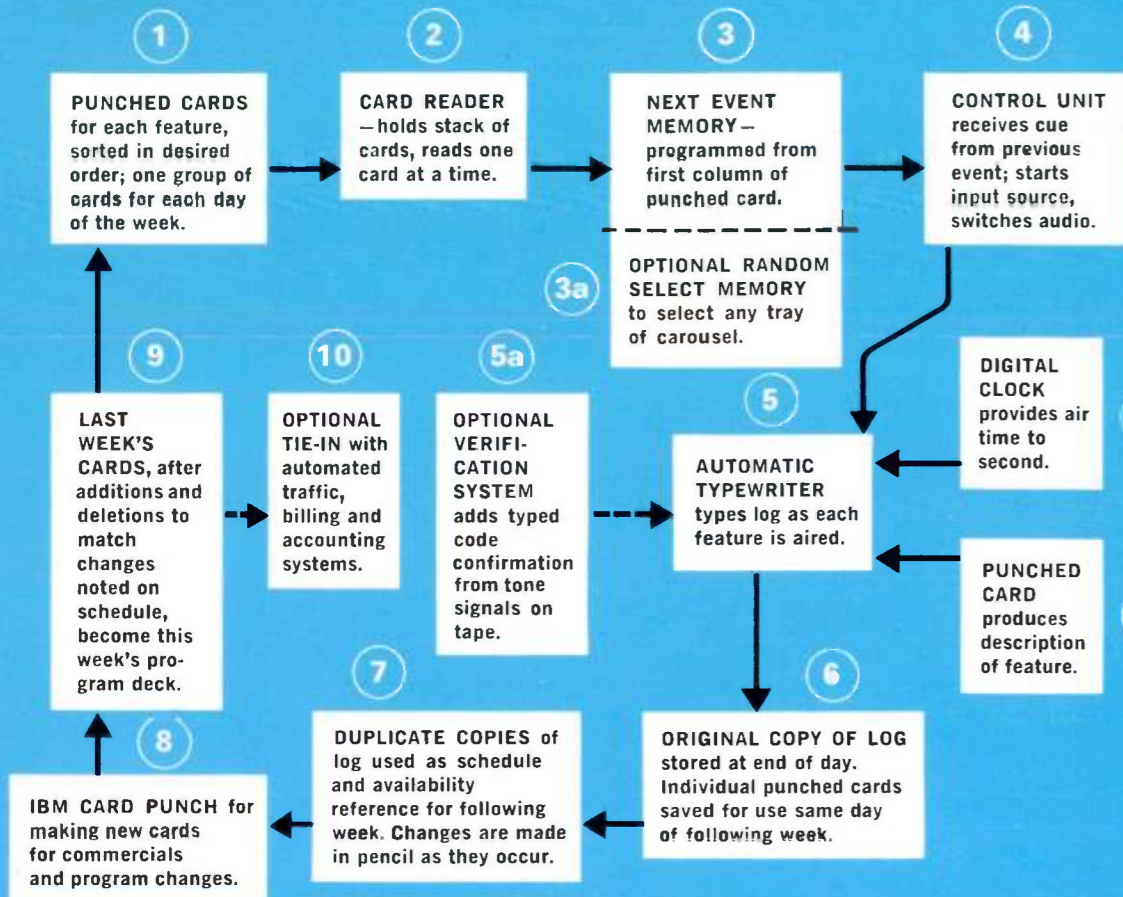 1
PUNCHED CARDS
for each feature,
sorted in desired
order; one group of
cards for each day
of the week.
2
CARD READER
—holds stack of
cards, reads one
card at a time.
3
NEXT EVENT
MEMORY—
programmed from
first column of
punched card.
3a
OPTIONAL RANDOM
SELECT MEMORY
to select any tray
of carousel.
4
CONTROL UNIT
receives cue
from previous
event; starts
input source,
switches audio.
9
LAST
WEEK'S
CARDS, after
additions and
deletions to
match
changes
noted on
schedule,
become this
week's pro-
gram deck.
10
OPTIONAL
TIE-IN with
automated
traffic,
billing and
accounting
systems.
5a
OPTIONAL
VERIFI-
CATION
SYSTEM
adds typed
code
confirmation
from tone
signals on
tape.
5
AUTOMATIC
TYPEWRITER
types log as each
feature is aired.
DIGITAL
CLOCK
provides air
time to
second.
PUNCHED
CARD
produces
description
of feature.
8
IBM CARD PUNCH for
making new cards
for commercials
and program changes.
7
DUPLICATE COPIES of
log used as schedule
and availability
reference for following
week. Changes are made
in pencil as they occur.
6
ORIGINAL COPY OF LOG
stored at end of day.
Individual punched cards
saved for use same day
of following week.